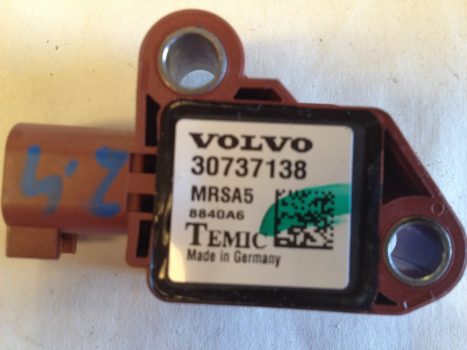 VOLVO
30737138
MRSA5
8840A6
TEMIC
Made in Germany
2.4